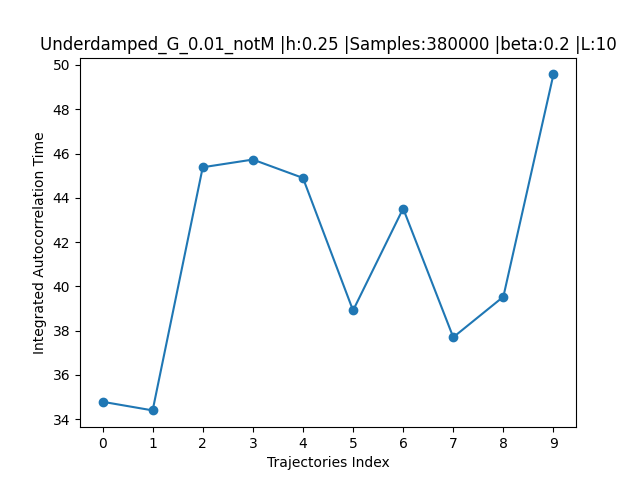 Underdamped_G_0.01_notM |h:0.25 |Samples:380000 |beta:0.2 |L:10
50
48
46
44
42
40
38
36
34
Integrated Autocorrelation Time
0 1 2 3 4 5 6 7 8 9
Trajectories Index